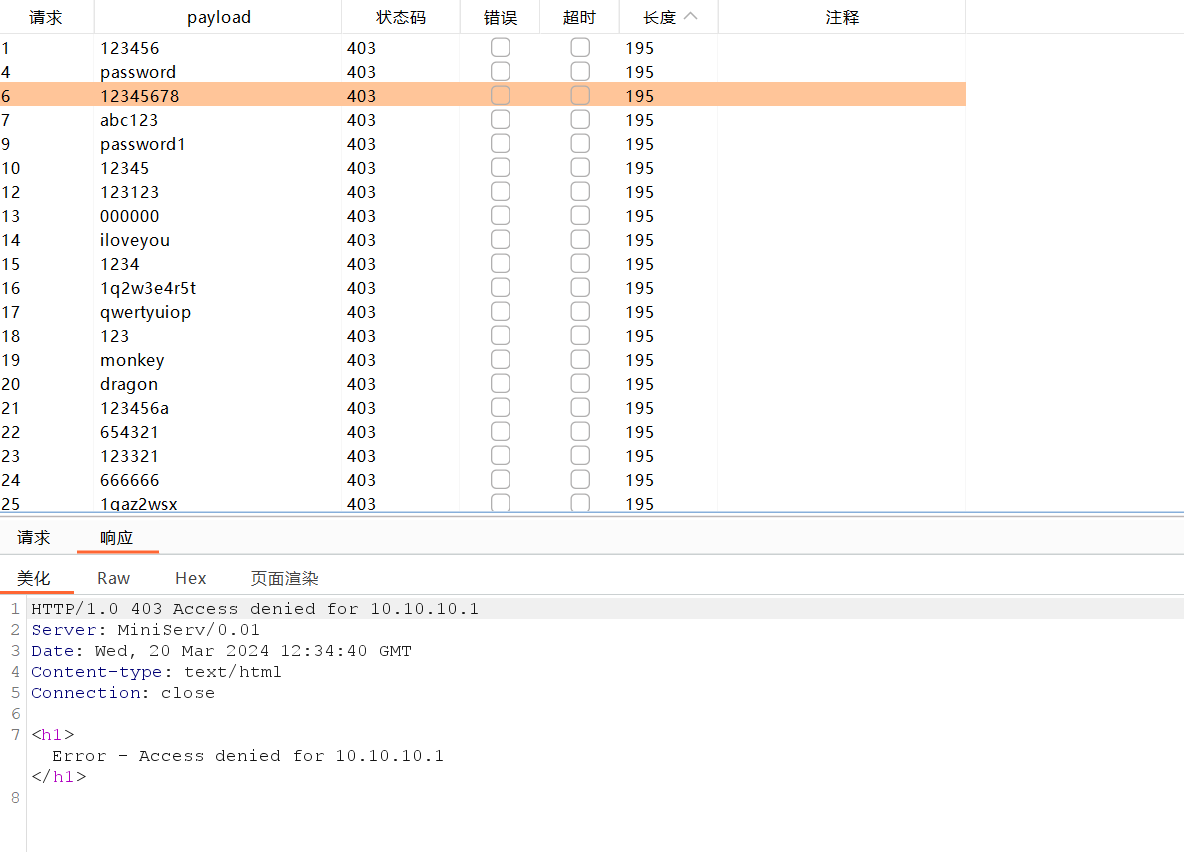 请求 payload 状态码 错误 超时 长度 注释
1 123456 403 195
4 password 403 195
6 12345678 403 195
7 abc123 403 195
9 password1 403 195
10 12345 403 195
12 123123 403 195
13 000000 403 195
14 iloveyou 403 195
15 1234 403 195
16 1q2w3e4r5t 403 195
17 qwertyuiop 403 195
18 123 403 195
19 monkey 403 195
20 dragon 403 195
21 123456a 403 195
22 654321 403 195
23 123321 403 195
24 666666 403 195
25 1qaz2wsx 403 195
请求 响应
美化 Raw Hex 页面渲染
1 HTTP/1.0 403 Access denied for 10.10.10.1
2 Server: MiniServ/0.01
3 Date: Wed, 20 Mar 2024 12:34:40 GMT
4 Content-type: text/html
5 Connection: close
6
7 <h1>
Error - Access denied for 10.10.10.1
</h1>
8